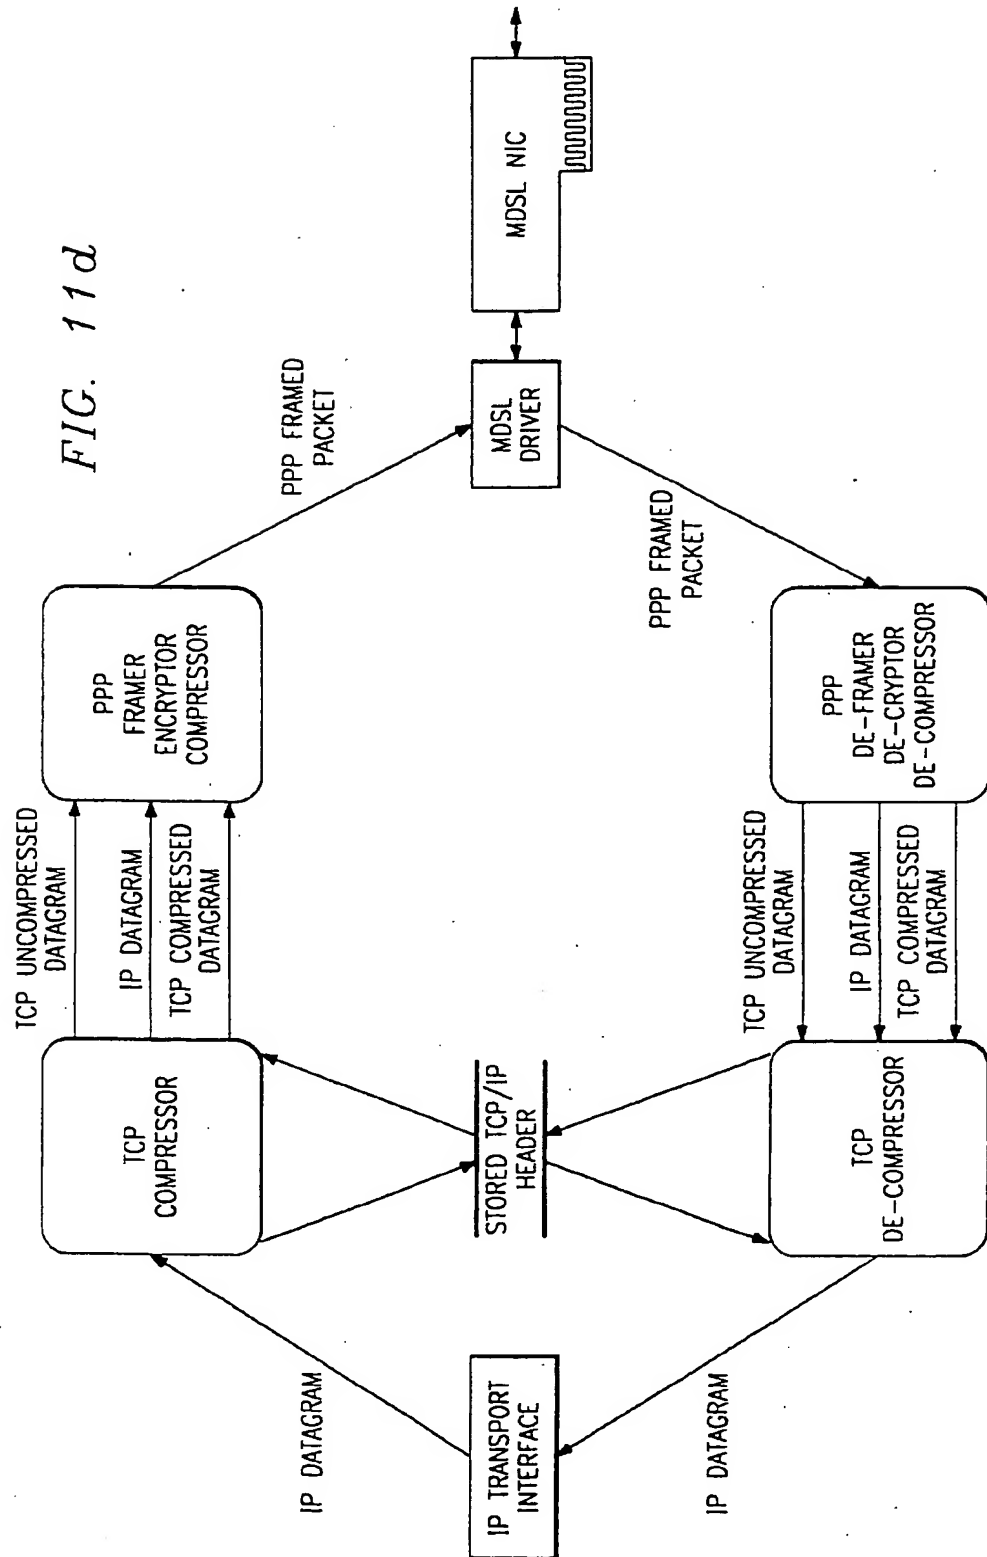 FIG. 11d
TCP UNCOMPRESSED
DATAGRAM
IP DATAGRAM
TCP COMPRESSED
DATAGRAM
TCP
COMPRESSOR
PPP
FRAMER
ENCRYPTOR
COMPRESSOR
IP DATAGRAM
PPP FRAMED
PACKET
IP TRANSPORT
INTERFACE
STORED TCP/IP
HEADER
MDSL
DRIVER
MDSL NIC
IP DATAGRAM
PPP FRAMED
PACKET
TCP UNCOMPRESSED
DATAGRAM
IP DATAGRAM
TCP COMPRESSED
DATAGRAM
TCP
DE-COMPRESSOR
PPP
DE-FRAMER
DE-CRYPTOR
DE-COMPRESSOR